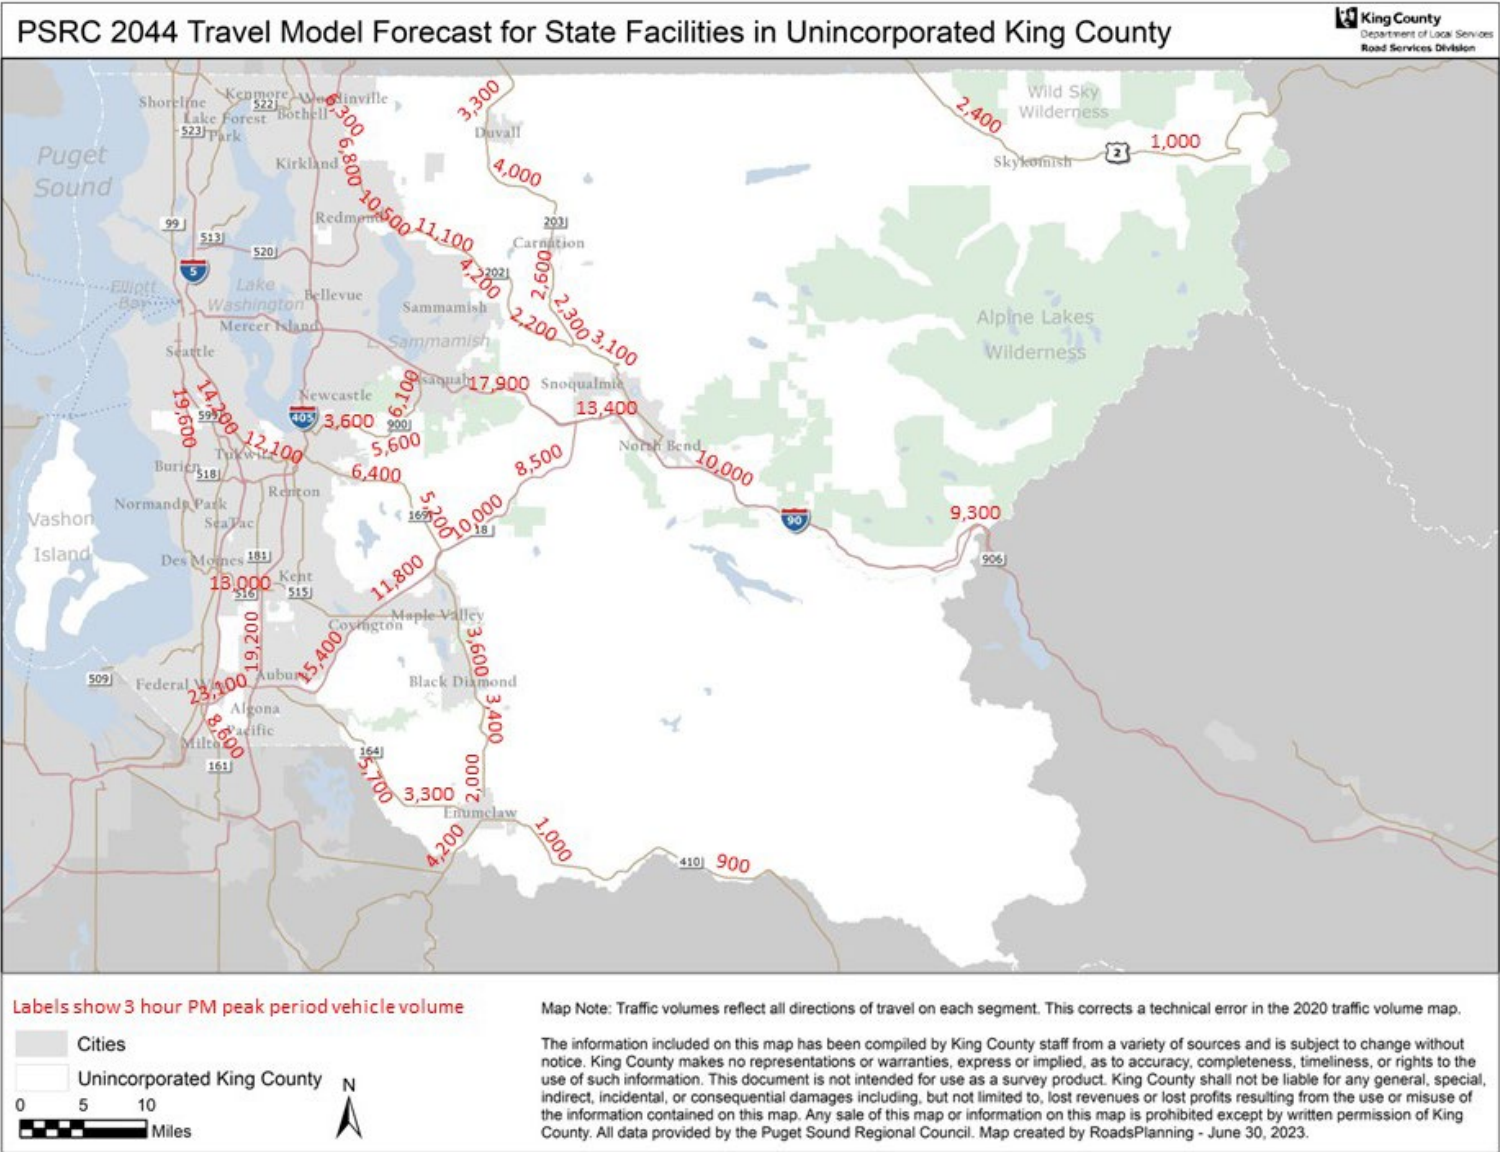 PSRC 2044 Travel Model Forecast for State Facilities in Unincorporated King County
King County
Department of Local Services
Road Services Division
Shoreline
Kenmore
522
Woodinville
Bothell
Lake Forest
Park
523
6,300
3,300
Duvall
2,400
Wild Sky
Wilderness
2
1,000
Skykomish
Puget
Sound
Kirkland
6,800
4,000
Redmond
10,500
11,100
203
Carnation
99
513
520
5
4,200
202
2,600
Elliott
Bay
Lake
Washington
Bellevue
Sammamish
2,300
2,200
3,100
Mercer Island
L. Sammamish
Seattle
Alpine Lakes
Wilderness
Issaquah
17,900
Snoqualmie
Newcastle
6,100
13,400
19,600
14,200
599
405
3,600
900
5,600
12,100
Tukwila
North Bend
10,000
Burien
518
6,400
8,500
Renton
Normandy Park
SeaTac
169
5,200
10,000
18
90
9,300
906
Vashon
Island
Des Moines
181
Kent
13,000
516
515
11,800
Maple Valley
Covington
19,200
15,400
3,600
509
Federal Way
23,100
Auburn
Black Diamond
3,400
Algona
Pacific
8,600
Milton
161
164
5,700
3,300
2,000
Enumclaw
4,200
1,000
410
900
Labels show 3 hour PM peak period vehicle volume
Cities
Unincorporated King County
N
0 5 10
Miles
Map Note: Traffic volumes reflect all directions of travel on each segment. This corrects a technical error in the 2020 traffic volume map.
The information included on this map has been compiled by King County staff from a variety of sources and is subject to change without
notice. King County makes no representations or warranties, express or implied, as to accuracy, completeness, timeliness, or rights to the
use of such information. This document is not intended for use as a survey product. King County shall not be liable for any general, special,
indirect, incidental, or consequential damages including, but not limited to, lost revenues or lost profits resulting from the use or misuse of
the information contained on this map. Any sale of this map or information on this map is prohibited except by written permission of King
County. All data provided by the Puget Sound Regional Council. Map created by RoadsPlanning - June 30, 2023.